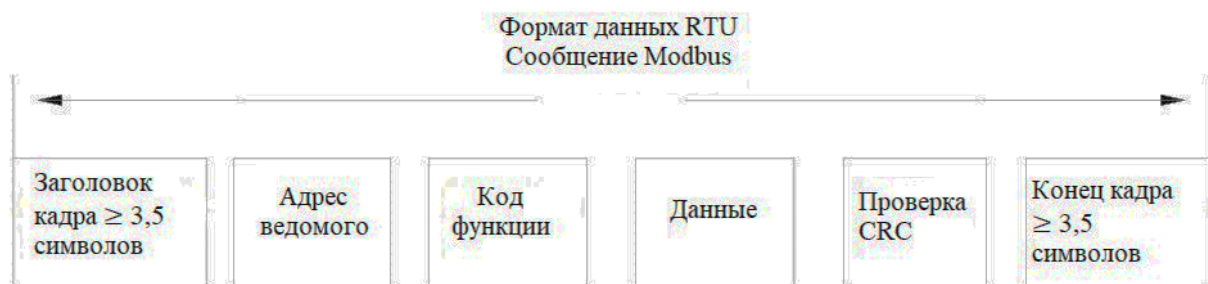 Формат данных RTU
Сообщение Modbus
Заголовок
кадра ≥ 3,5
символов
Адрес
ведомого
Код
функции
Данные
Проверка
CRC
Конец кадра
≥ 3,5
символов